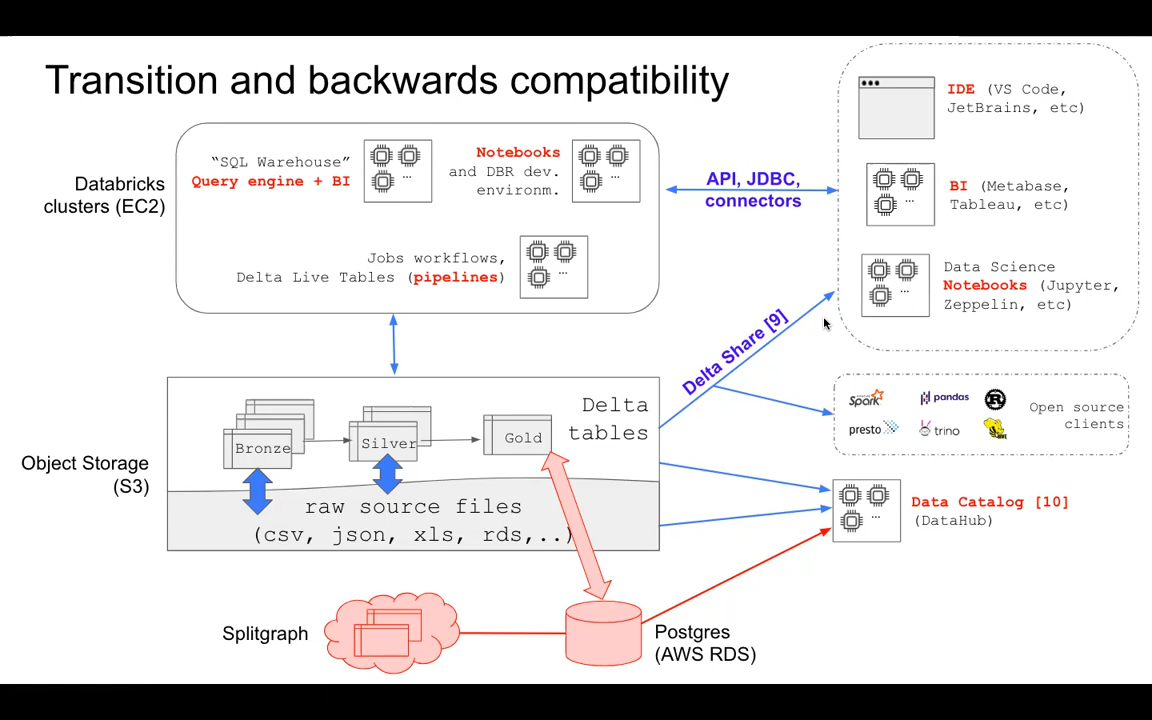 Transition and backwards compatibility
Databricks
clusters (EC2)
“SQL Warehouse”
Query engine + BI
...
Notebooks
and DBR dev.
environm.
...
Jobs workflows,
Delta Live Tables (pipelines)
...
API, JDBC,
connectors
IDE (VS Code,
JetBrains, etc)
...
BI (Metabase,
Tableau, etc)
...
Data Science
Notebooks (Jupyter,
Zeppelin, etc)
Delta Share [9]
Spark
pandas
R
presto
trino
HIVE
Open source
clients
Object Storage
(S3)
Bronze
Silver
Gold
Delta
tables
raw source files
(csv, json, xls, rds,..)
...
Data Catalog [10]
(DataHub)
Splitgraph
Postgres
(AWS RDS)